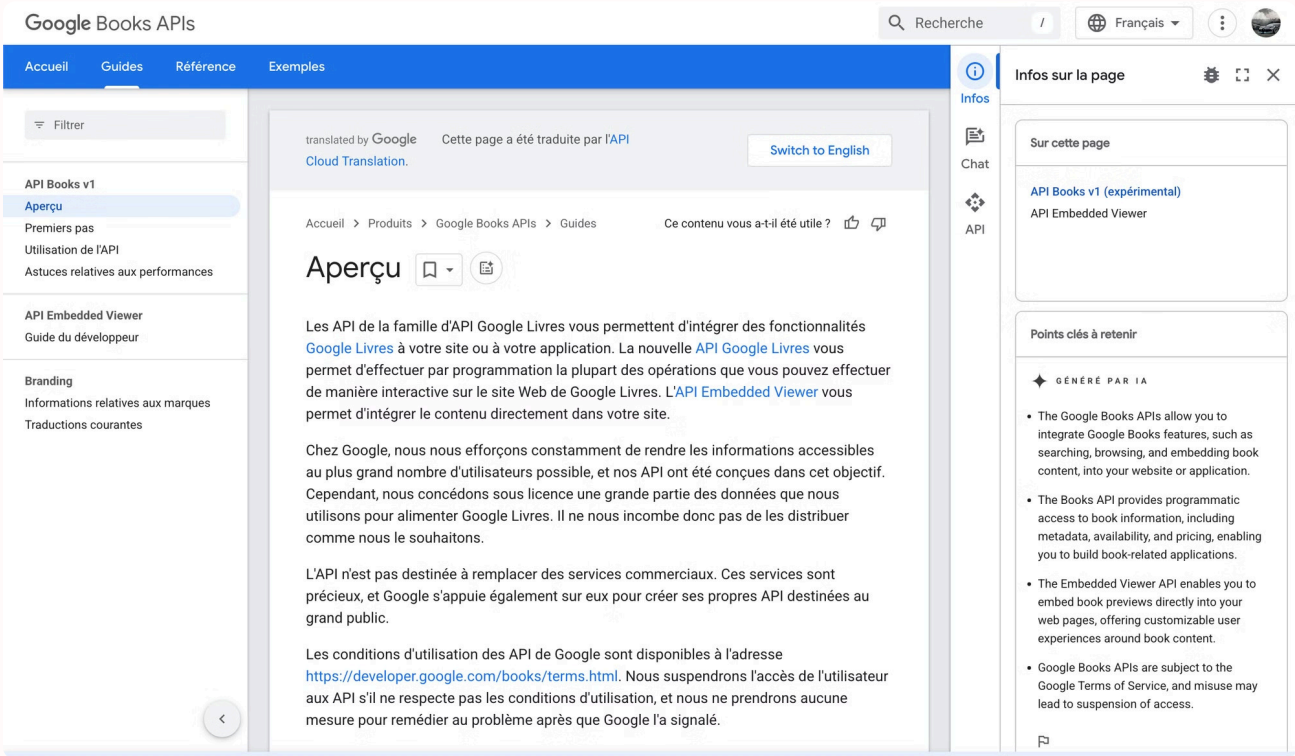 Google Books APIs
Recherche
/
Français
Accueil
Guides
Référence
Exemples
Filtrer
API Books v1
Aperçu
Premiers pas
Utilisation de l'API
Astuces relatives aux performances
API Embedded Viewer
Guide du développeur
Branding
Informations relatives aux marques
Traductions courantes
translated by Google
Cette page a été traduite par l'API
Cloud Translation.
Switch to English
Accueil > Produits > Google Books APIs > Guides
Ce contenu vous a-t-il été utile ?
Aperçu
Les API de la famille d'API Google Livres vous permettent d'intégrer des fonctionnalités
Google Livres à votre site ou à votre application. La nouvelle API Google Livres vous
permet d'effectuer par programmation la plupart des opérations que vous pouvez effectuer
de manière interactive sur le site Web de Google Livres. L'API Embedded Viewer vous
permet d'intégrer le contenu directement dans votre site.
Chez Google, nous nous efforçons constamment de rendre les informations accessibles
au plus grand nombre d'utilisateurs possible, et nos API ont été conçues dans cet objectif.
Cependant, nous concédons sous licence une grande partie des données que nous
utilisons pour alimenter Google Livres. Il ne nous incombe donc pas de les distribuer
comme nous le souhaitons.
L'API n'est pas destinée à remplacer des services commerciaux. Ces services sont
précieux, et Google s'appuie également sur eux pour créer ses propres API destinées au
grand public.
Les conditions d'utilisation des API de Google sont disponibles à l'adresse
https://developer.google.com/books/terms.html. Nous suspendrons l'accès de l'utilisateur
aux API s'il ne respecte pas les conditions d'utilisation, et nous ne prendrons aucune
mesure pour remédier au problème après que Google l'a signalé.
Infos
Chat
API
Infos sur la page
Sur cette page
API Books v1 (expérimental)
API Embedded Viewer
Points clés à retenir
GÉNÉRÉ PAR IA
• The Google Books APIs allow you to
integrate Google Books features, such as
searching, browsing, and embedding book
content, into your website or application.
• The Books API provides programmatic
access to book information, including
metadata, availability, and pricing, enabling
you to build book-related applications.
• The Embedded Viewer API enables you to
embed book previews directly into your
web pages, offering customizable user
experiences around book content.
• Google Books APIs are subject to the
Google Terms of Service, and misuse may
lead to suspension of access.